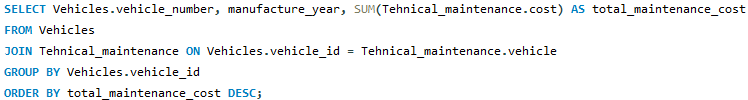 SELECT Vehicles.vehicle_number, manufacture_year, SUM(Tehnical_maintenance.cost) AS total_maintenance_cost
FROM Vehicles
JOIN Tehnical_maintenance ON Vehicles.vehicle_id = Tehnical_maintenance.vehicle
GROUP BY Vehicles.vehicle_id
ORDER BY total_maintenance_cost DESC;